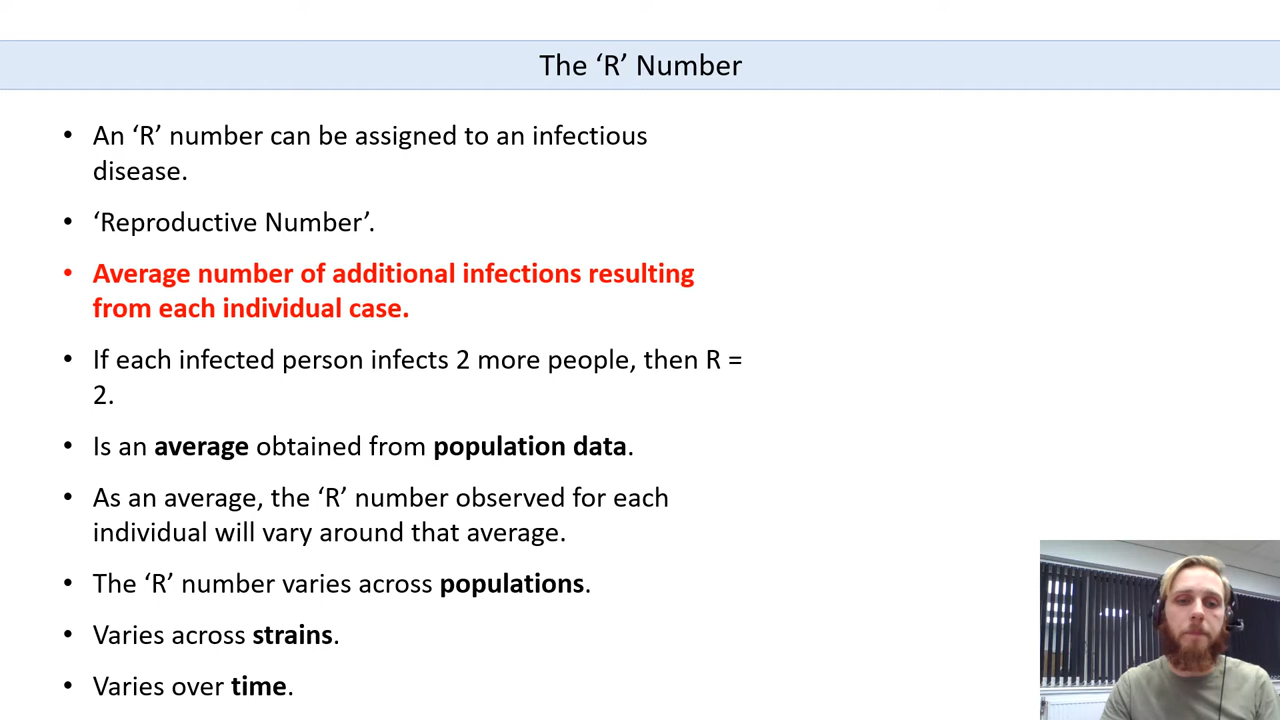 The ‘R’ Number
• An ‘R’ number can be assigned to an infectious
disease.
• ‘Reproductive Number’.
• Average number of additional infections resulting
from each individual case.
• If each infected person infects 2 more people, then R =
2.
• Is an average obtained from population data.
• As an average, the ‘R’ number observed for each
individual will vary around that average.
• The ‘R’ number varies across populations.
• Varies across strains.
• Varies over time.